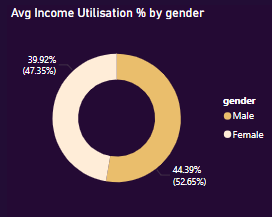 Avg Income Utilisation % by gender
39.92%
(47.35%)
gender
Male
Female
44.39%
(52.65%)